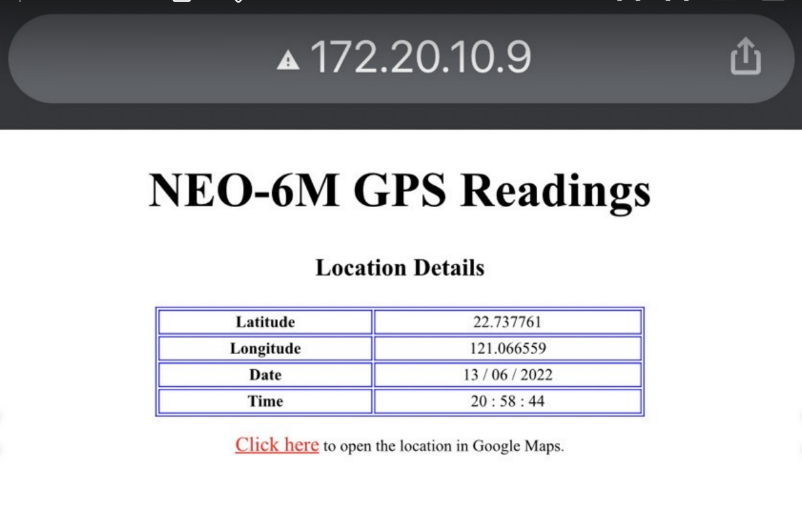 172.20.10.9
NEO-6M GPS Readings
Location Details
Latitude 22.737761
Longitude 121.066559
Date 13 / 06 / 2022
Time 20 : 58 : 44
Click here to open the location in Google Maps.